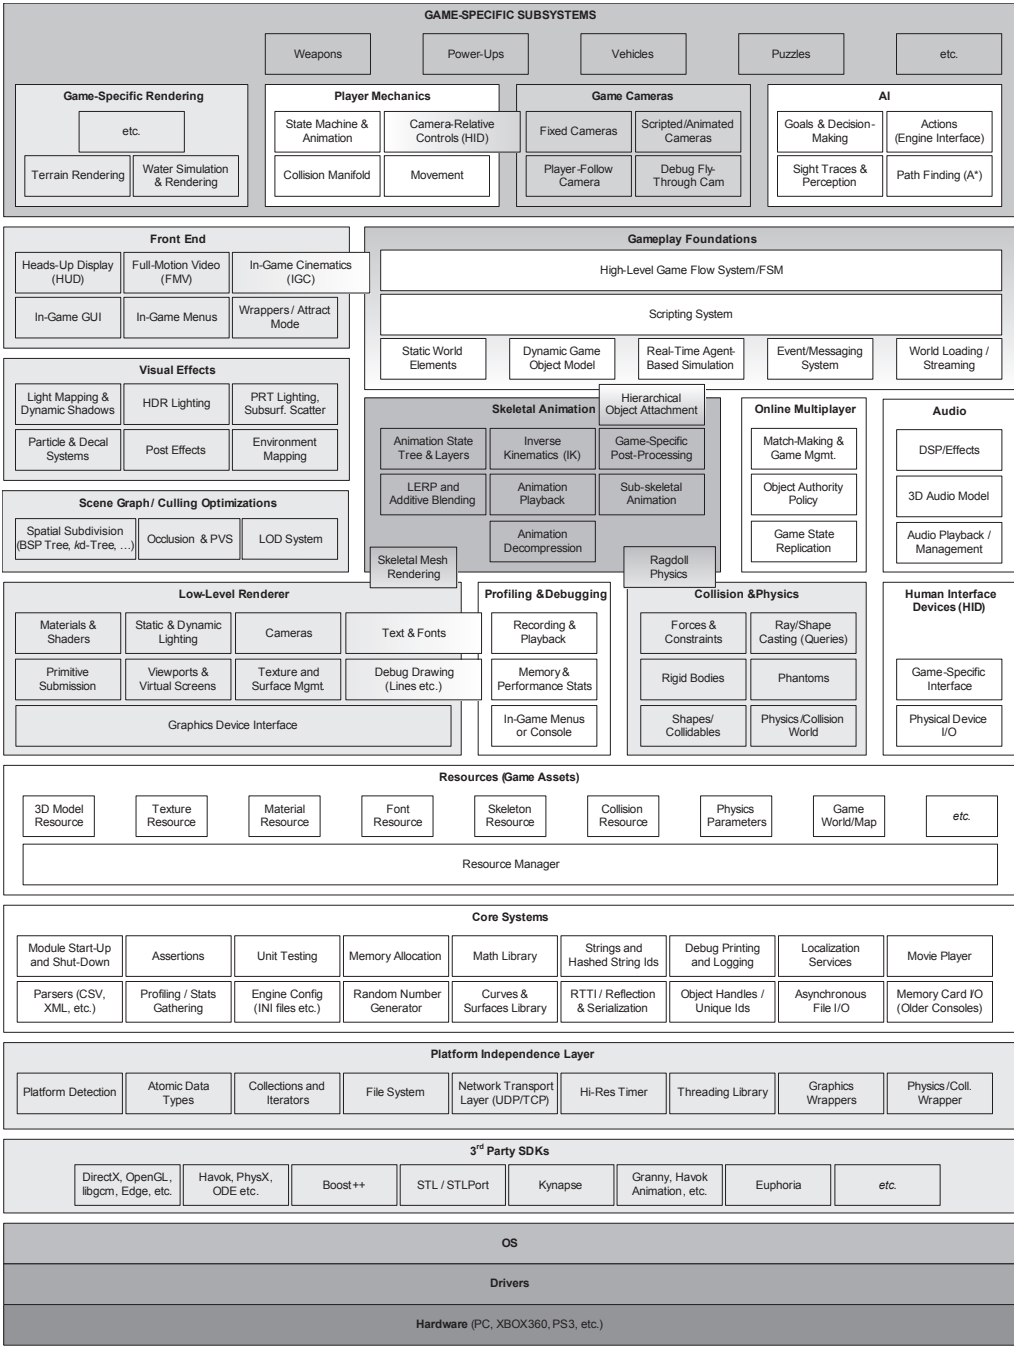 GAME-SPECIFIC SUBSYSTEMS
Weapons
Power-Ups
Vehicles
Puzzles
etc.
Game-Specific Rendering
etc.
Terrain Rendering
Water Simulation
& Rendering
Player Mechanics
State Machine &
Animation
Camera-Relative
Controls (HID)
Collision Manifold
Movement
Game Cameras
Fixed Cameras
Scripted/Animated
Cameras
Player-Follow
Camera
Debug Fly-
Through Cam
AI
Goals & Decision-
Making
Actions
(Engine Interface)
Sight Traces &
Perception
Path Finding (A*)
Front End
Heads-Up Display
(HUD)
Full-Motion Video
(FMV)
In-Game Cinematics
(IGC)
In-Game GUI
In-Game Menus
Wrappers / Attract
Mode
Gameplay Foundations
High-Level Game Flow System/FSM
Scripting System
Static World
Elements
Dynamic Game
Object Model
Real-Time Agent-
Based Simulation
Event/Messaging
System
World Loading /
Streaming
Visual Effects
Light Mapping &
Dynamic Shadows
HDR Lighting
PRT Lighting,
Subsurf. Scatter
Particle & Decal
Systems
Post Effects
Environment
Mapping
Skeletal Animation
Hierarchical
Object Attachment
Animation State
Tree & Layers
Inverse
Kinematics (IK)
Game-Specific
Post-Processing
LERP and
Additive Blending
Animation
Playback
Sub-skeletal
Animation
Animation
Decompression
Skeletal Mesh
Rendering
Ragdoll
Physics
Online Multiplayer
Match-Making &
Game Mgmt.
Object Authority
Policy
Game State
Replication
Audio
DSP/Effects
3D Audio Model
Audio Playback /
Management
Scene Graph / Culling Optimizations
Spatial Subdivision
(BSP Tree, kd-Tree, …)
Occlusion & PVS
LOD System
Low-Level Renderer
Materials &
Shaders
Static & Dynamic
Lighting
Cameras
Text & Fonts
Primitive
Submission
Viewports &
Virtual Screens
Texture and
Surface Mgmt.
Debug Drawing
(Lines etc.)
Graphics Device Interface
Profiling & Debugging
Recording &
Playback
Memory &
Performance Stats
In-Game Menus
or Console
Collision & Physics
Forces &
Constraints
Ray/Shape
Casting (Queries)
Rigid Bodies
Phantoms
Shapes/
Collidables
Physics/Collision
World
Human Interface
Devices (HID)
Game-Specific
Interface
Physical Device
I/O
Resources (Game Assets)
3D Model
Resource
Texture
Resource
Material
Resource
Font
Resource
Skeleton
Resource
Collision
Resource
Physics
Parameters
Game
World/Map
etc.
Resource Manager
Core Systems
Module Start-Up
and Shut-Down
Assertions
Unit Testing
Memory Allocation
Math Library
Strings and
Hashed String Ids
Debug Printing
and Logging
Localization
Services
Movie Player
Parsers (CSV,
XML, etc.)
Profiling / Stats
Gathering
Engine Config
(INI files etc.)
Random Number
Generator
Curves &
Surfaces Library
RTTI / Reflection
& Serialization
Object Handles /
Unique Ids
Asynchronous
File I/O
Memory Card I/O
(Older Consoles)
Platform Independence Layer
Platform Detection
Atomic Data
Types
Collections and
Iterators
File System
Network Transport
Layer (UDP/TCP)
Hi-Res Timer
Threading Library
Graphics
Wrappers
Physics/Coll.
Wrapper
3rd Party SDKs
DirectX, OpenGL,
libgcm, Edge, etc.
Havok, PhysX,
ODE etc.
Boost++
STL / STLPort
Kynapse
Granny, Havok
Animation, etc.
Euphoria
etc.
OS
Drivers
Hardware (PC, XBOX360, PS3, etc.)